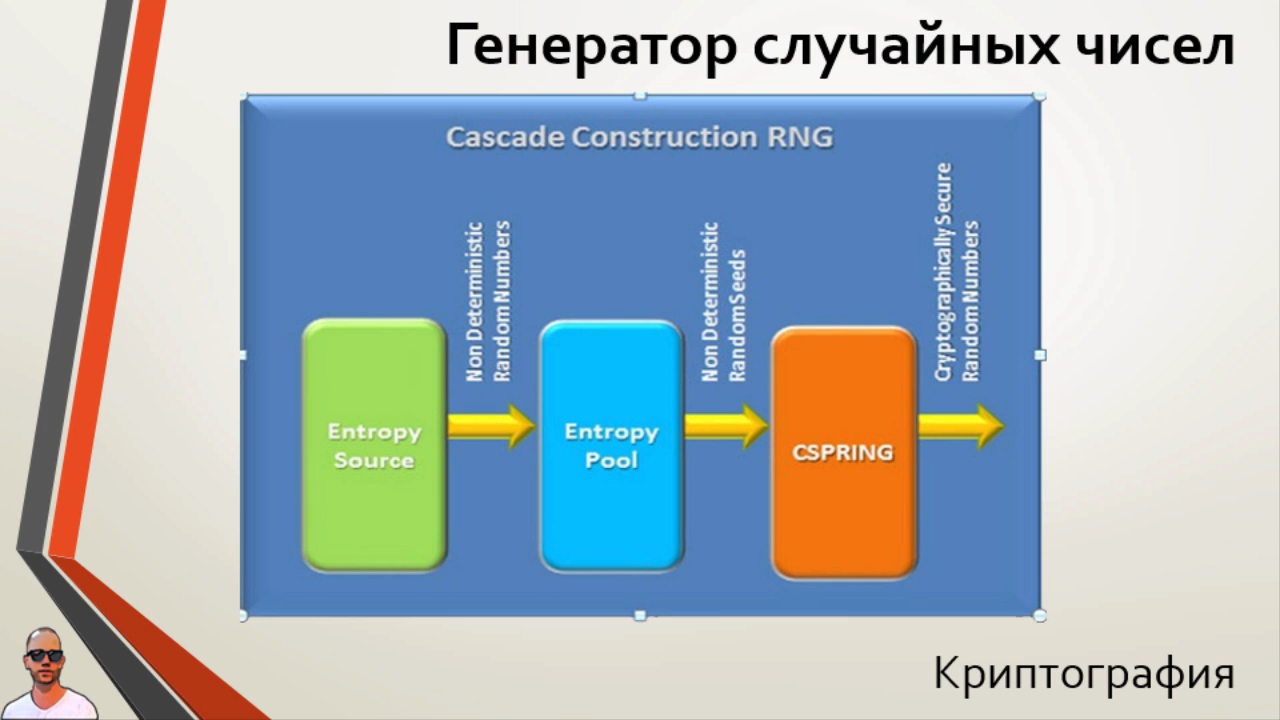 Генератор случайных чисел
Cascade Construction RNG
Non Deterministic
Random Numbers
Non Deterministic
Random Seeds
Cryptographically Secure
Random Numbers
Entropy
Source
Entropy
Pool
CSPRING
Криптография